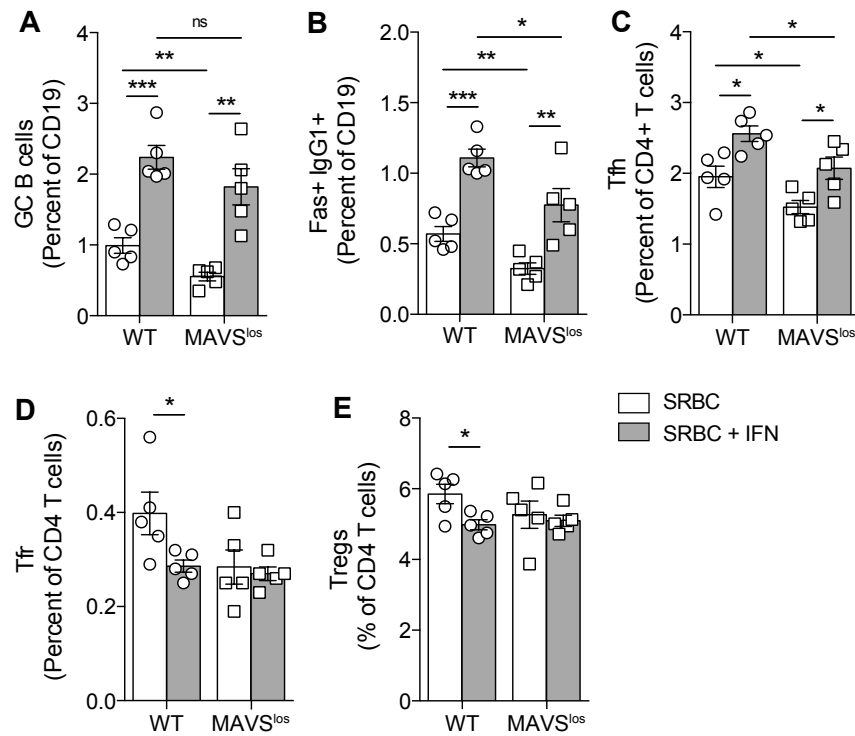 A
GC B cells
(Percent of CD19)
4
3
2
1
0
ns
**
***
**
WT
MAVSˡᵒˢ
B
Fas+ IgG1+
(Percent of CD19)
2.0
1.5
1.0
0.5
0.0
*
**
***
**
WT
MAVSˡᵒˢ
C
Tfh
(Percent of CD4+ T cells)
4
3
2
1
0
*
*
*
*
WT
MAVSˡᵒˢ
D
Tfr
(Percent of CD4 T cells)
0.6
0.4
0.2
0.0
*
WT
MAVSˡᵒˢ
E
Tregs
(% of CD4 T cells)
8
6
4
2
0
*
WT
MAVSˡᵒˢ
SRBC
SRBC + IFN